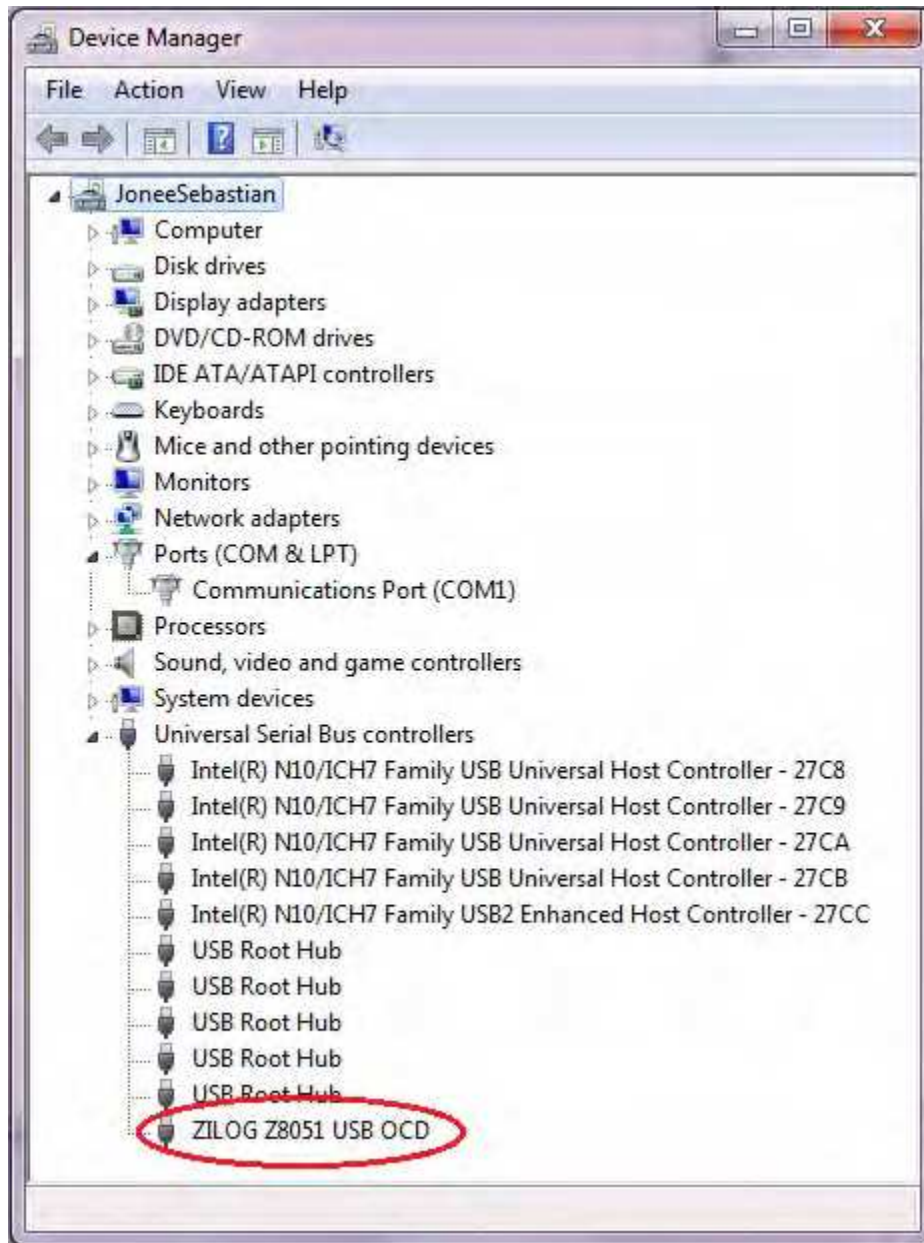 Device Manager
File Action View Help
JoneeSebastian
Computer
Disk drives
Display adapters
DVD/CD-ROM drives
IDE ATA/ATAPI controllers
Keyboards
Mice and other pointing devices
Monitors
Network adapters
Ports (COM & LPT)
Communications Port (COM1)
Processors
Sound, video and game controllers
System devices
Universal Serial Bus controllers
Intel(R) N10/ICH7 Family USB Universal Host Controller - 27C8
Intel(R) N10/ICH7 Family USB Universal Host Controller - 27C9
Intel(R) N10/ICH7 Family USB Universal Host Controller - 27CA
Intel(R) N10/ICH7 Family USB Universal Host Controller - 27CB
Intel(R) N10/ICH7 Family USB2 Enhanced Host Controller - 27CC
USB Root Hub
USB Root Hub
USB Root Hub
USB Root Hub
USB Root Hub
ZILOG Z8051 USB OCD